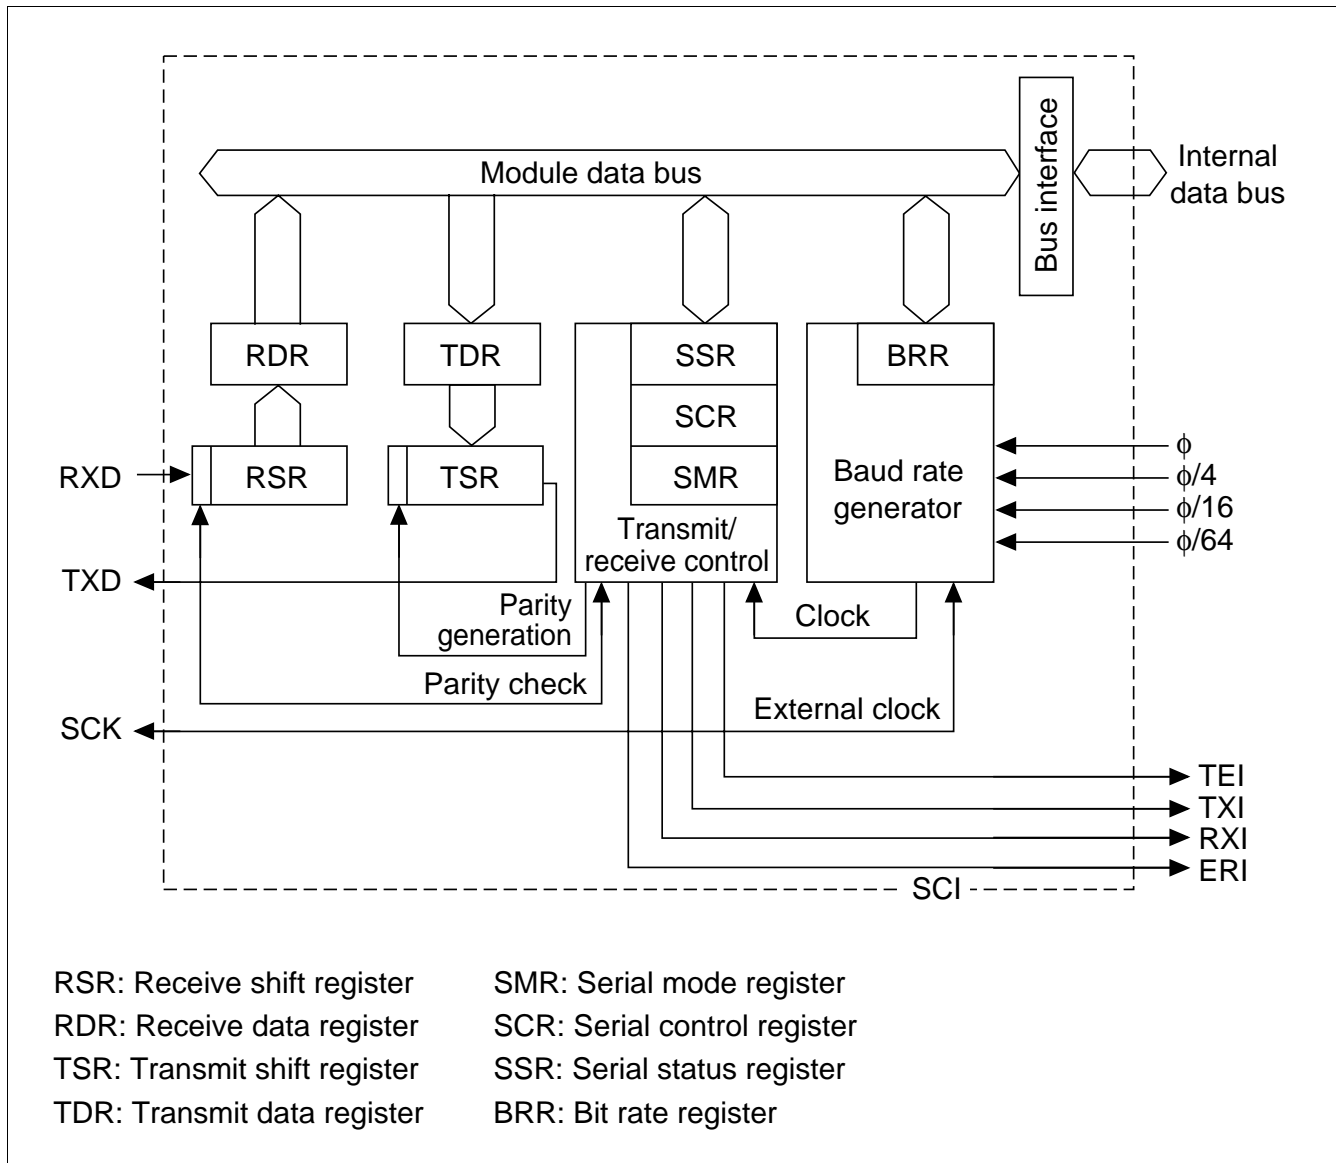 Module data bus
Bus interface
Internal
data bus
RDR
TDR
SSR
BRR
SCR
RXD
RSR
TSR
SMR
Baud rate
generator
ϕ
ϕ/4
ϕ/16
ϕ/64
Transmit/
receive control
TXD
Parity
generation
Clock
Parity check
External clock
SCK
TEI
TXI
RXI
ERI
SCI
RSR: Receive shift register
RDR: Receive data register
TSR: Transmit shift register
TDR: Transmit data register
SMR: Serial mode register
SCR: Serial control register
SSR: Serial status register
BRR: Bit rate register